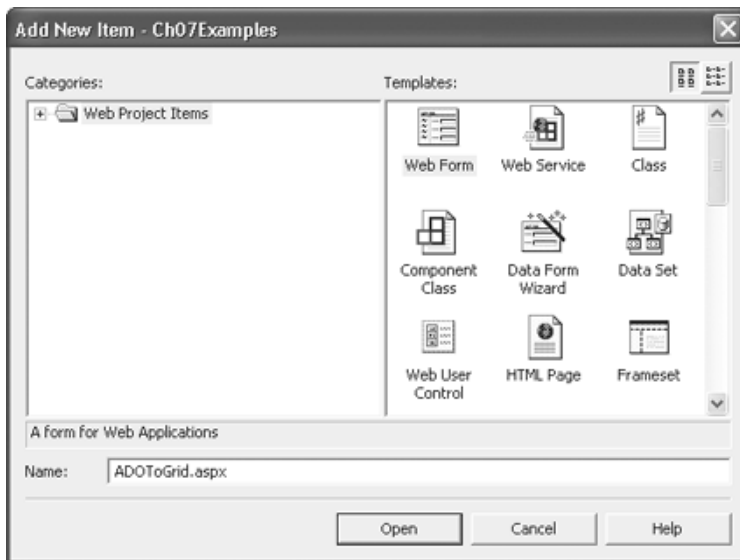 Add New Item - Ch07Examples
Categories:
Templates:
Web Project Items
Web Form
Web Service
Class
Component
Class
Data Form
Wizard
Data Set
Web User
Control
HTML Page
Frameset
A form for Web Applications
Name:
ADOToGrid.aspx
Open
Cancel
Help